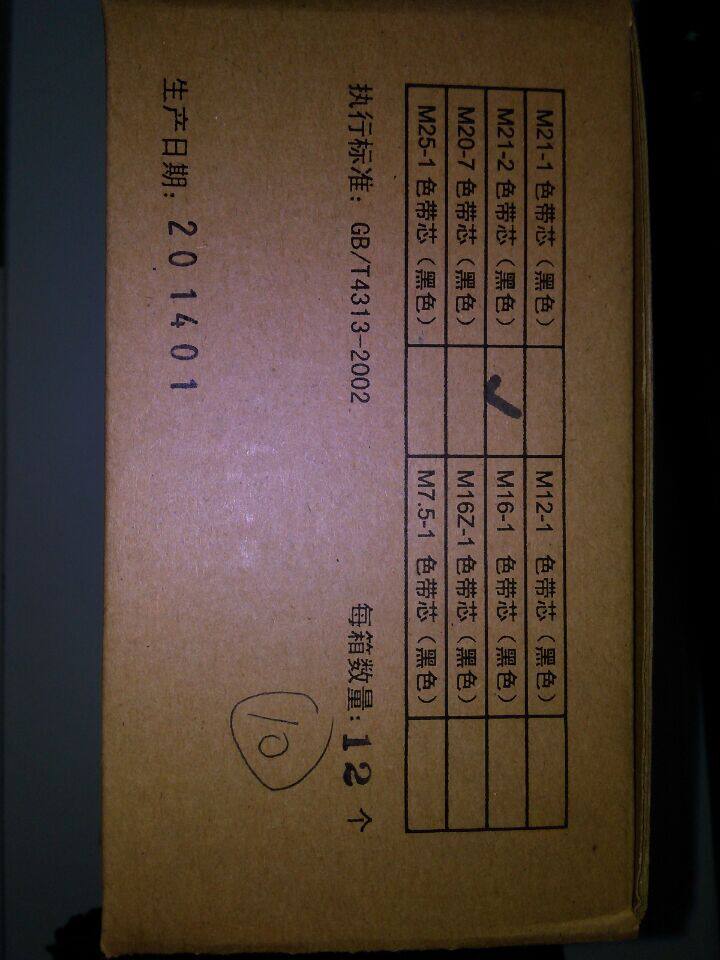 M21-1 色带芯（黑色） M12-1 色带芯（黑色）
M21-2 色带芯（黑色） ✓ M16-1 色带芯（黑色）
M20-7 色带芯（黑色） M16Z-1 色带芯（黑色）
M25-1 色带芯（黑色） M7.5-1 色带芯（黑色）
执行标准：GB/T4313-2002 每箱数量：12 个
10
生产日期：201401